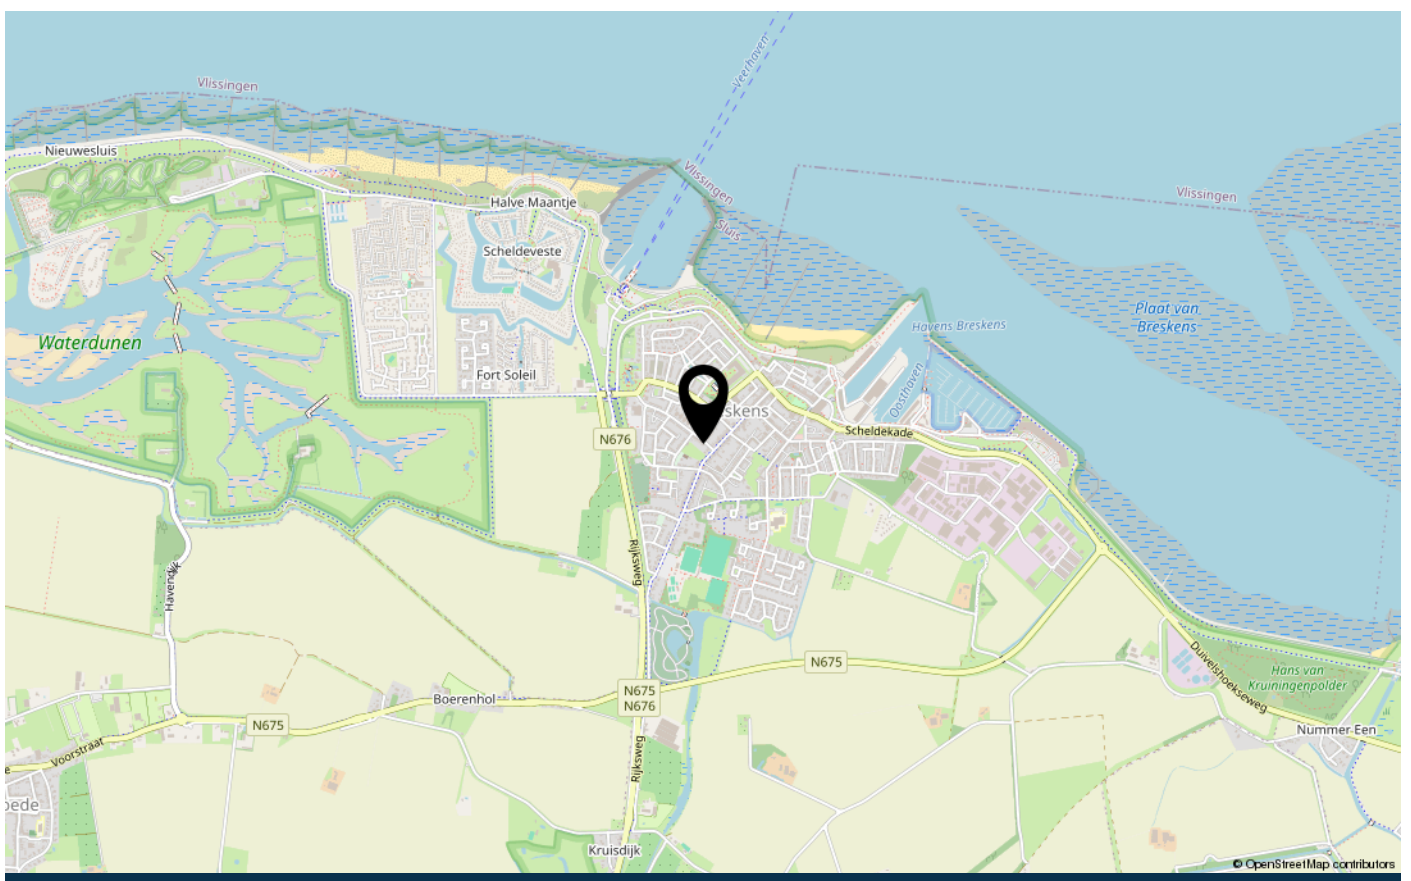 Veerhaven
Vlissingen
Nieuwesluis
Vlissingen
Sluis
Vlissingen
Halve Maantje
Scheldeveste
Plaat van
Breskens
Havens Breskens
Waterdunen
Fort Soleil
Oosthaven
skens
N676
Scheldekade
Rijksweg
Havendijk
N675
Duivelshoekseweg
Hans van
Kruiningenpolder
N675
N676
Boerenhol
N675
Voorstraat
Nummer Een
Rijksweg
oede
Kruisdijk
© OpenStreetMap contributors